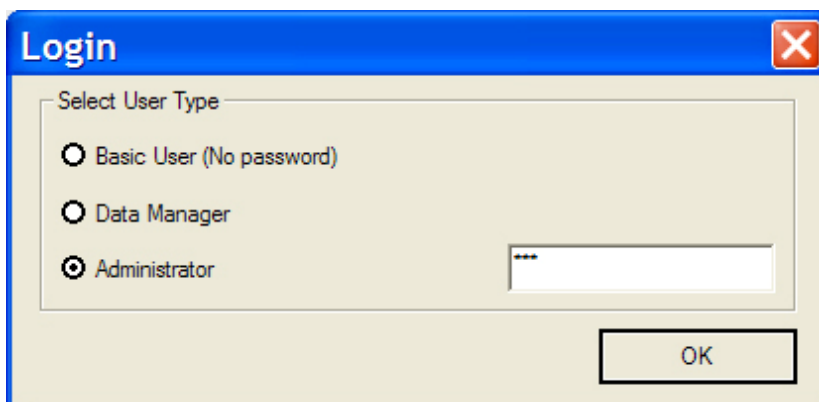 Login
Select User Type
Basic User (No password)
Data Manager
Administrator
***
OK